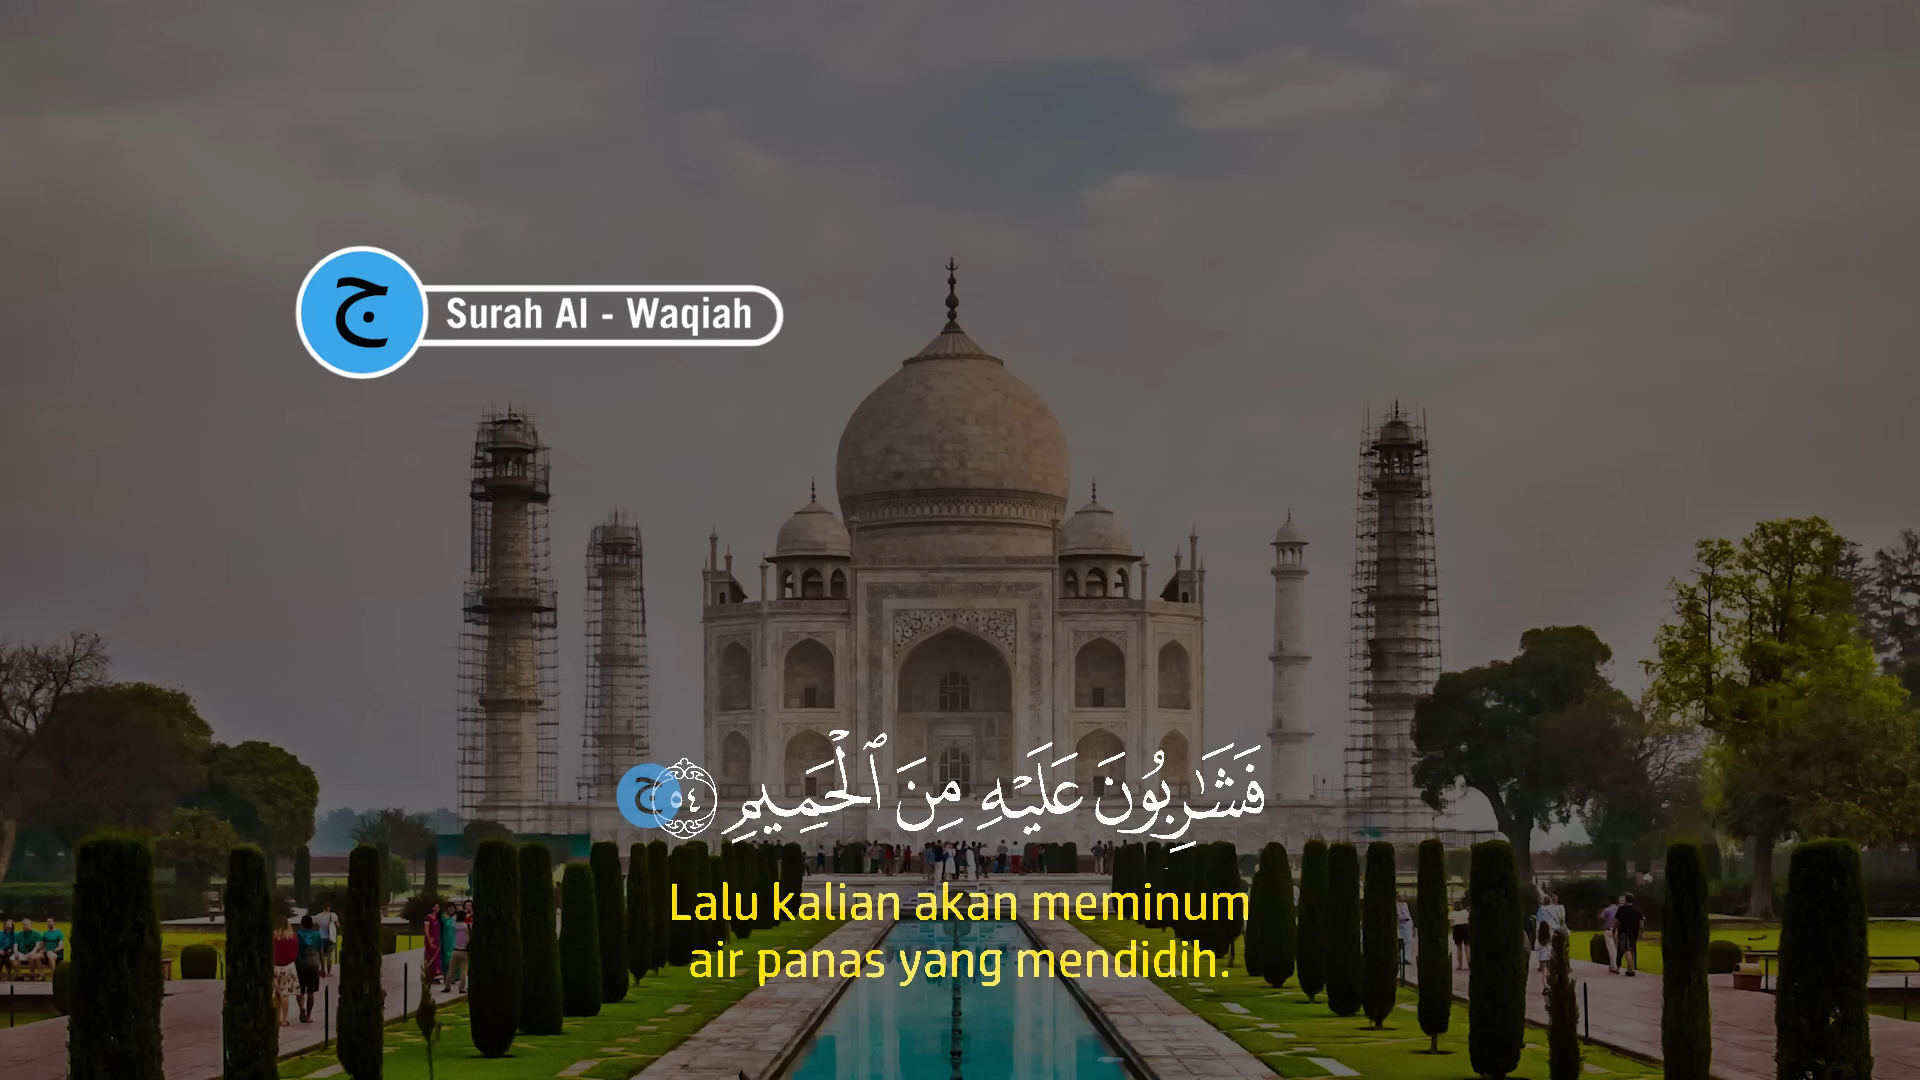 ج
Surah Al - Waqiah
فَشَٰرِبُونَ عَلَيْهِ مِنَ ٱلْحَمِيمِ ٥٤
ج
Lalu kalian akan meminum
air panas yang mendidih.